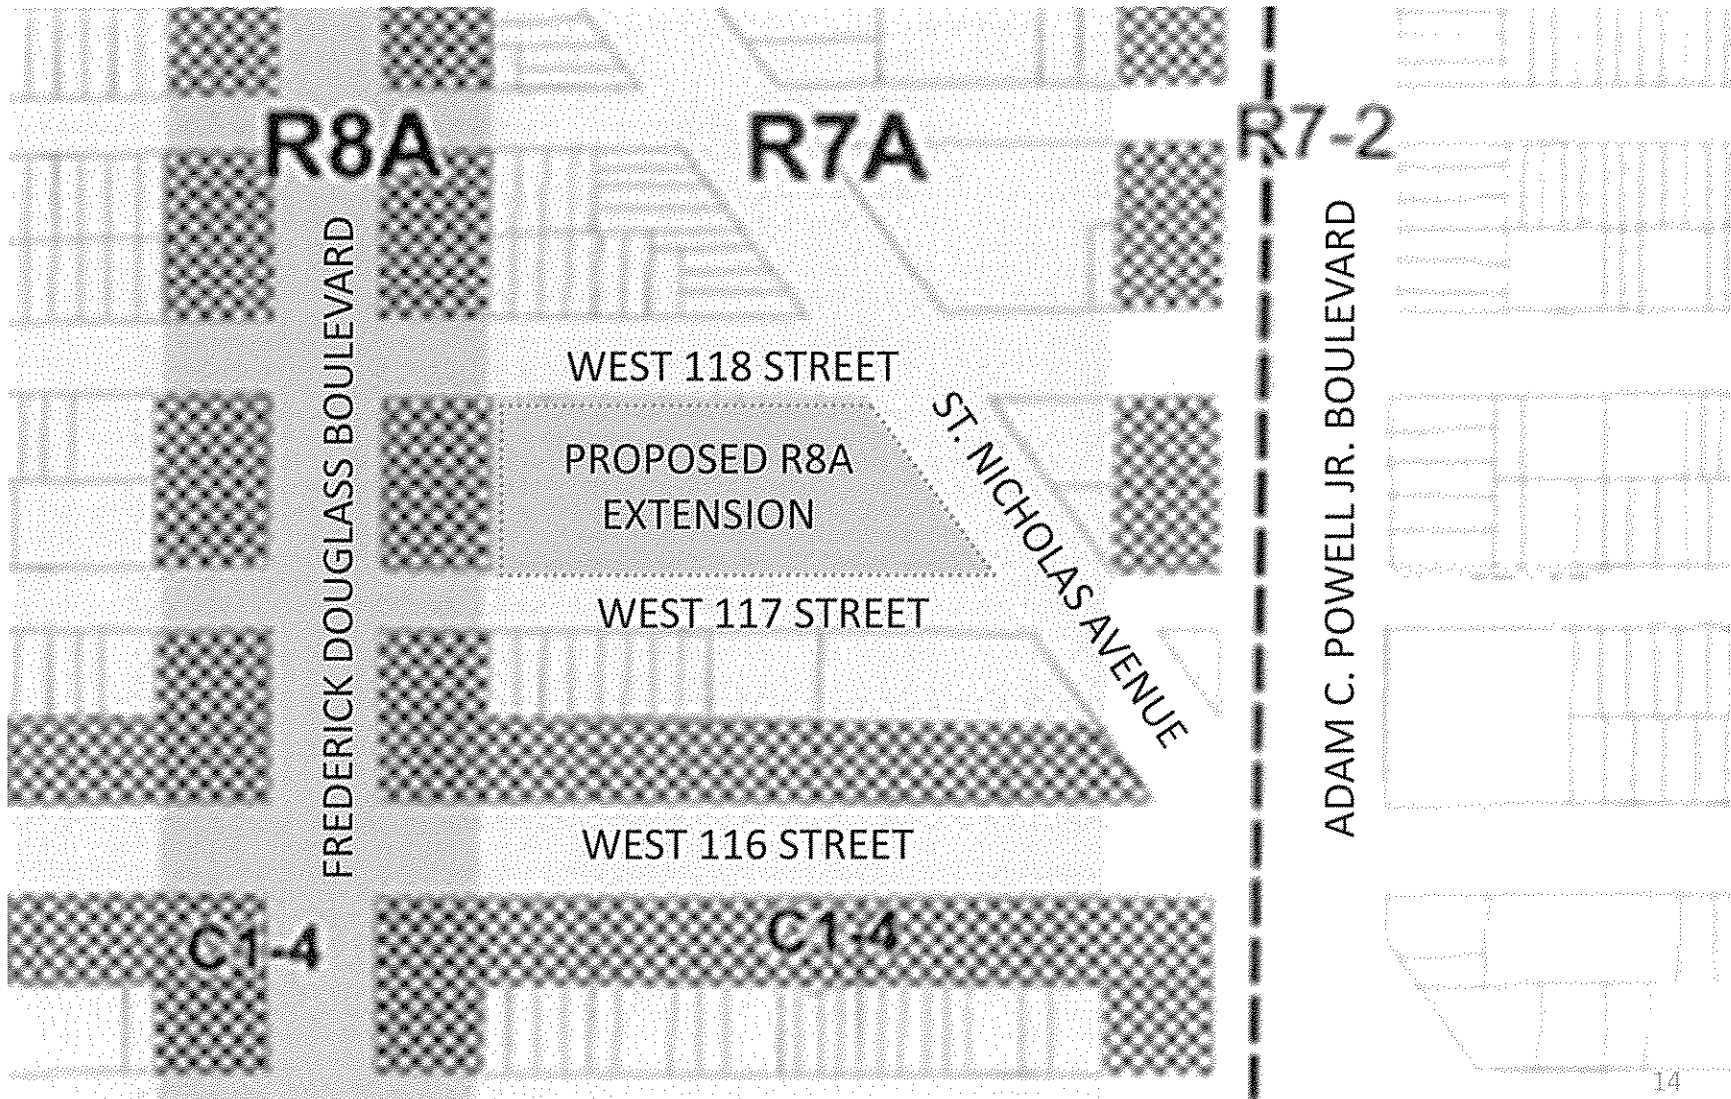 R8A
R7A
R7-2
FREDERICK DOUGLASS BOULEVARD
ADAM C. POWELL JR. BOULEVARD
WEST 118 STREET
ST. NICHOLAS AVENUE
PROPOSED R8A
EXTENSION
WEST 117 STREET
WEST 116 STREET
C1-4
C1-4
14